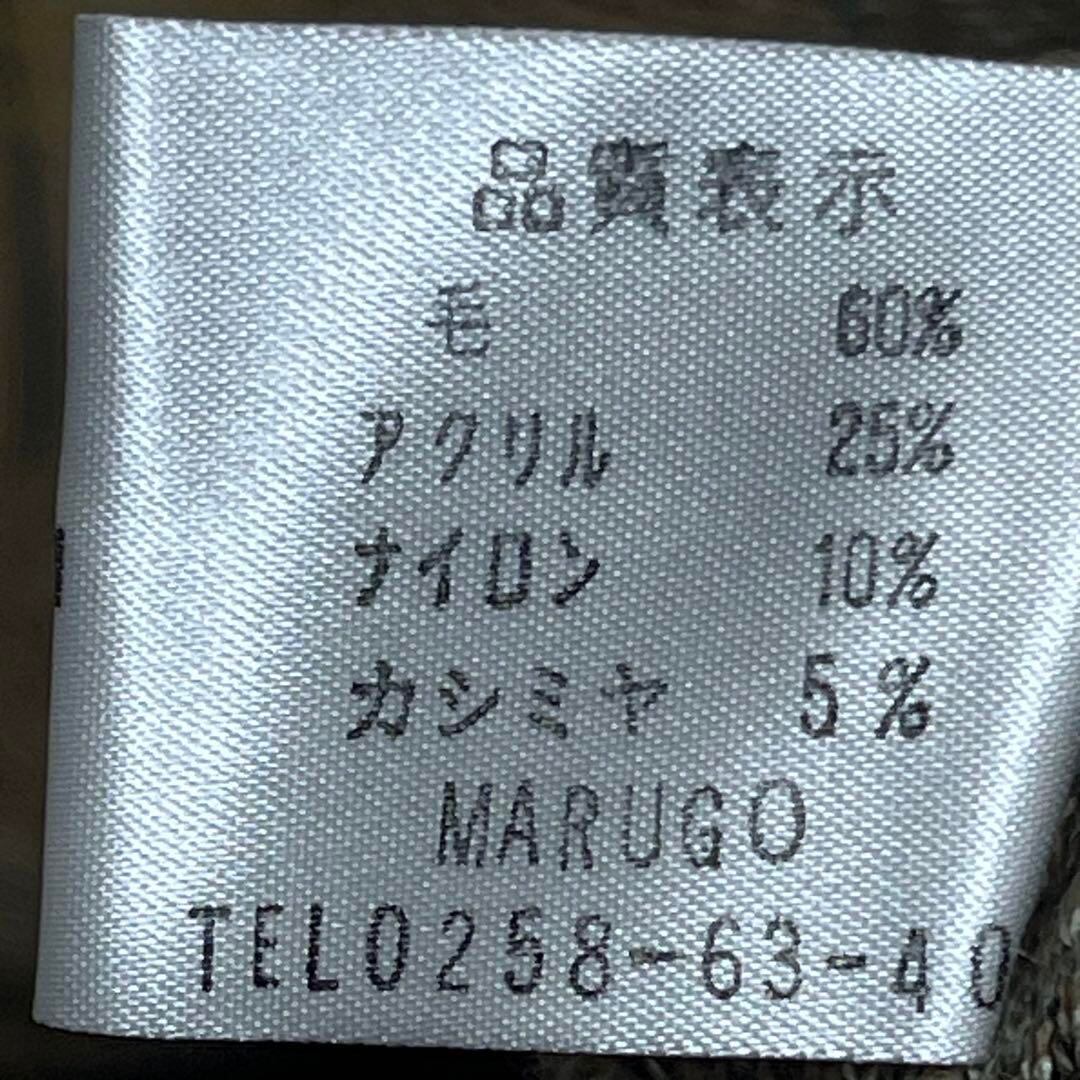 品質表示
毛 60%
アクリル 25%
ナイロン 10%
カシミヤ 5%
MARUGO
TEL0258-63-40